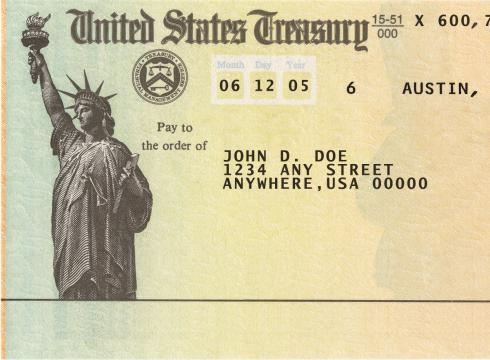 United States Treasury 15-51 X 600,7
000
Month Day Year
06 12 05 6 AUSTIN,
Pay to
the order of
JOHN D. DOE
1234 ANY STREET
ANYWHERE,USA 00000